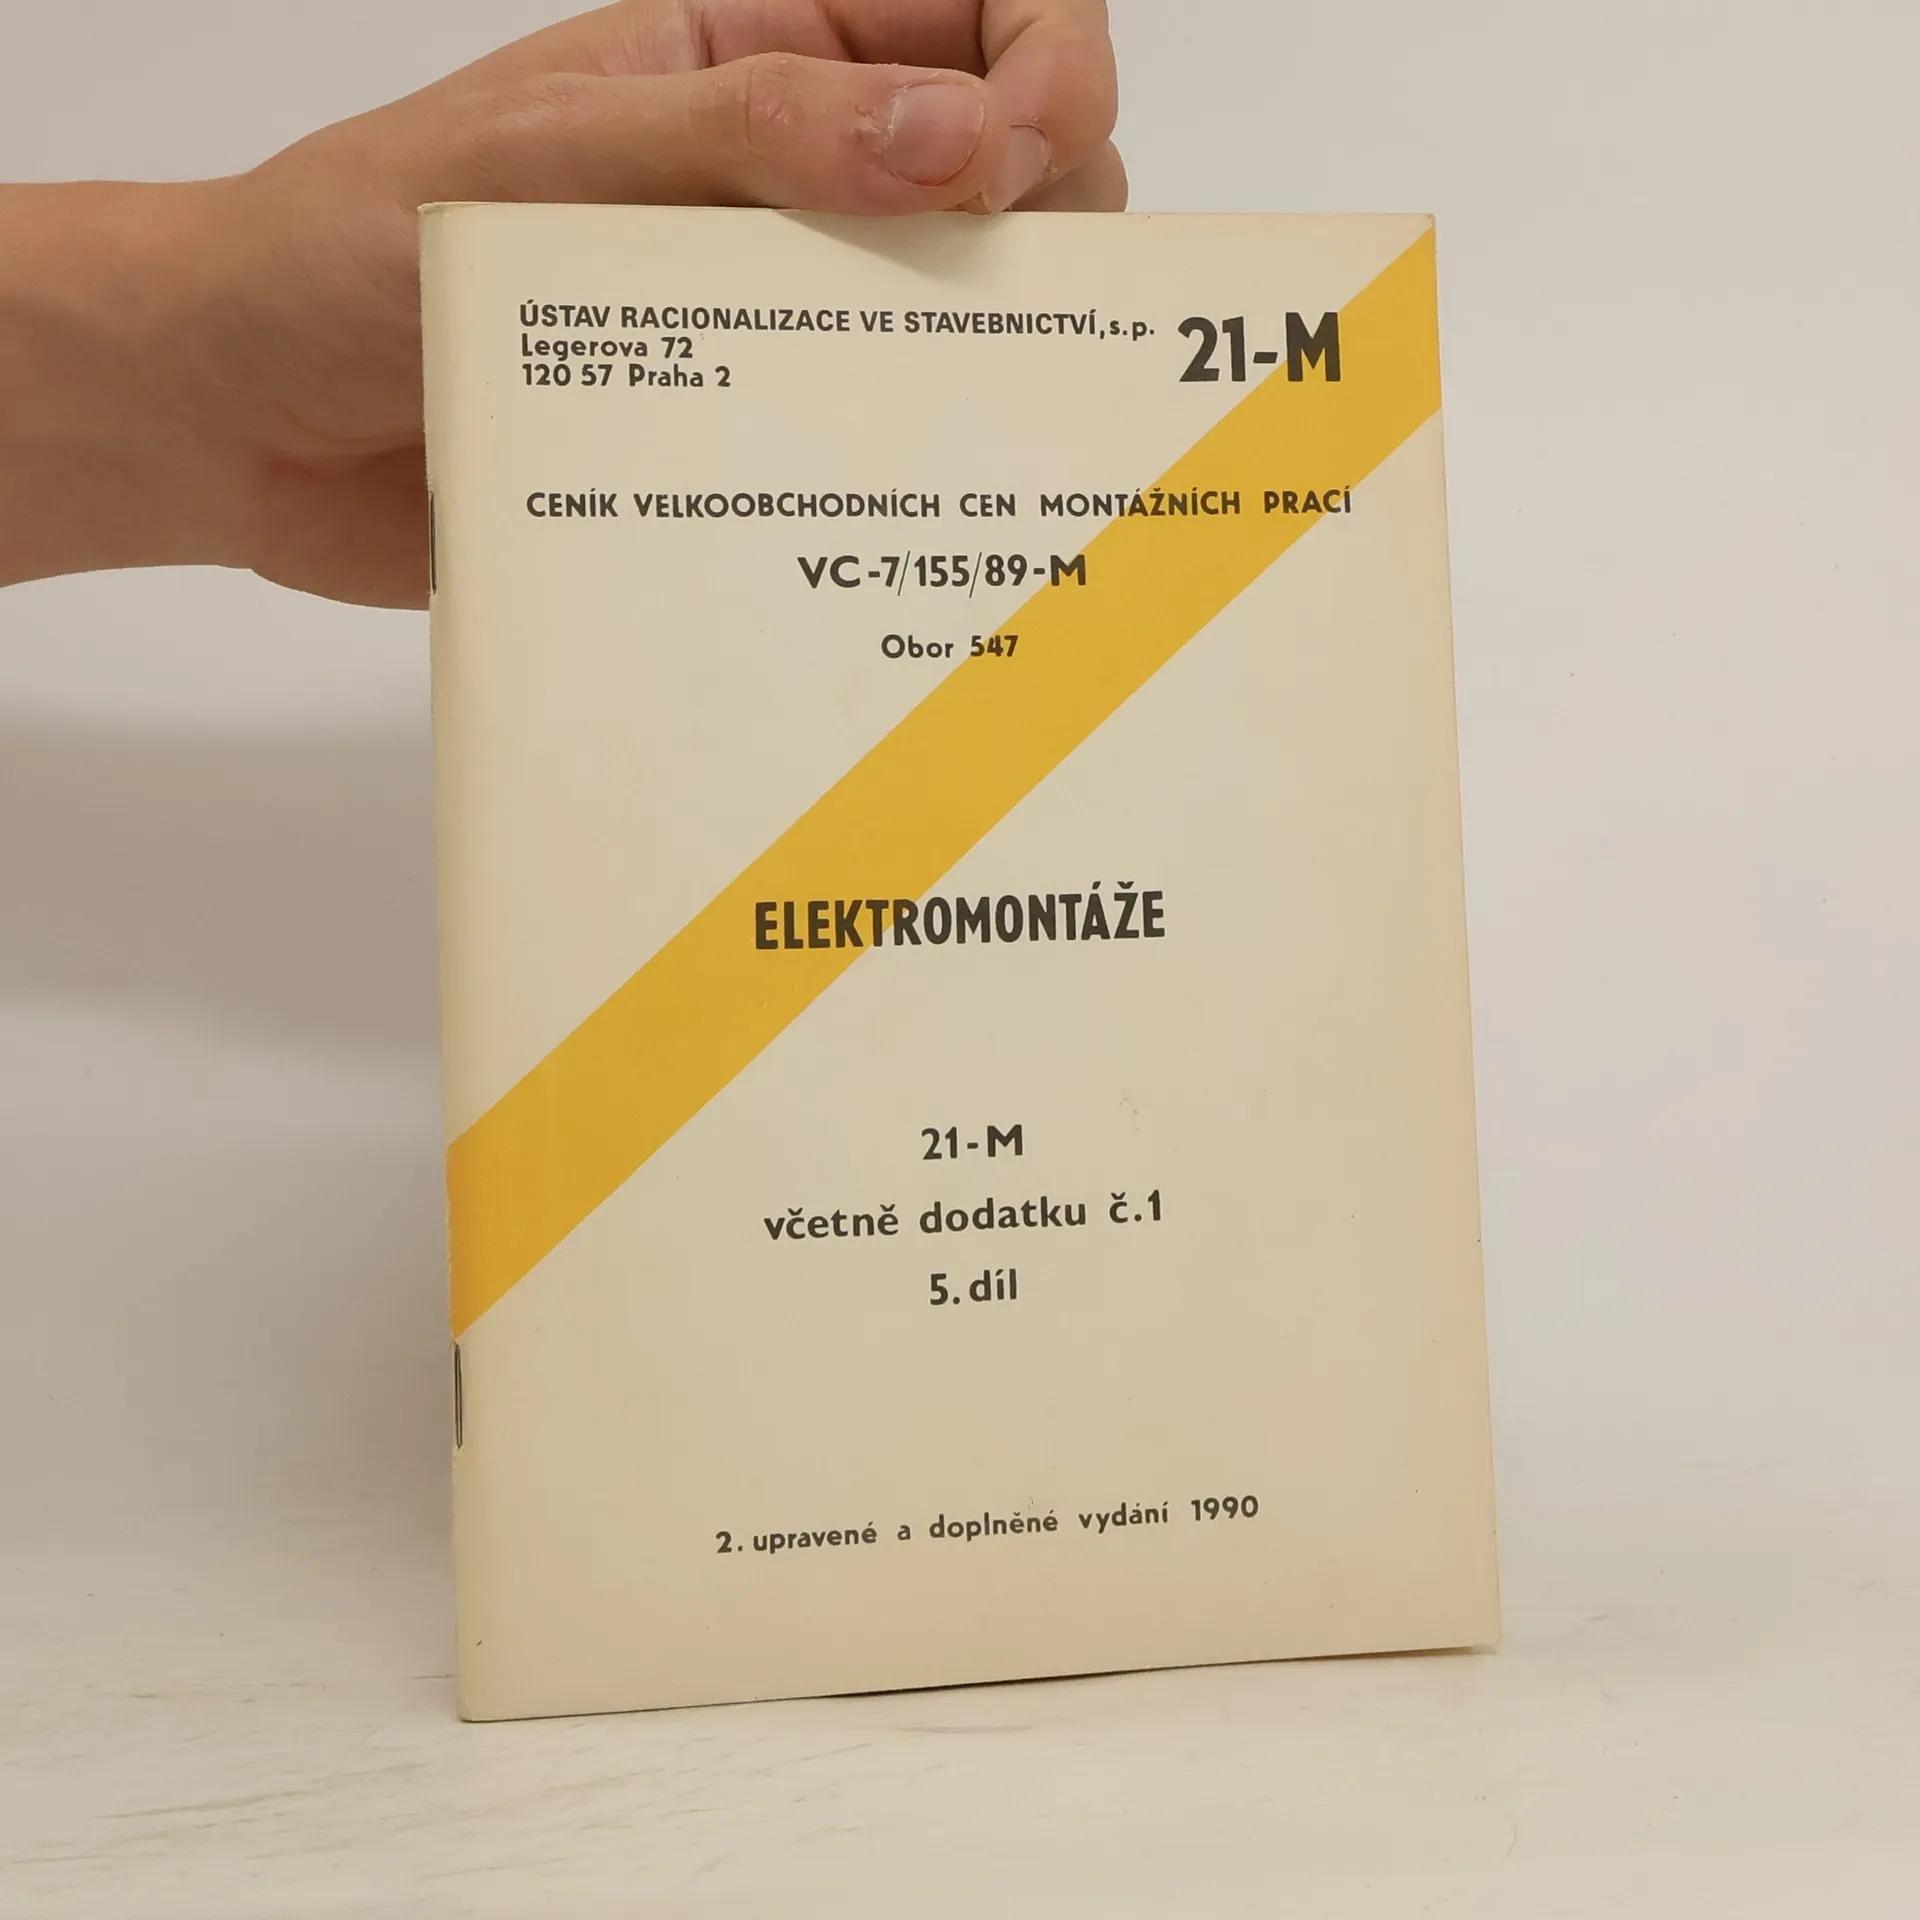 ÚSTAV RACIONALIZACE VE STAVEBNICTVÍ, s.p.
21-M
Legerova 72
120 57 Praha 2
CENÍK VELKOOBCHODNÍCH CEN MONTÁŽNÍCH PRACÍ
VC-7/155/89-M
Obor 547
ELEKTROMONTÁŽE
21-M
včetně dodatku č.1
5. díl
2. upravené a doplněné vydání 1990